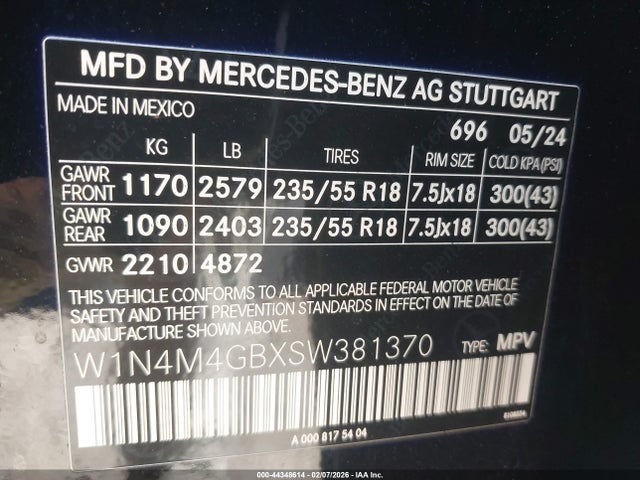 MFD BY MERCEDES-BENZ AG STUTTGART
MADE IN MEXICO
696 05/24
KG LB TIRES RIM SIZE COLD KPA(PSI)
GAWR FRONT 1170 2579 235/55 R18 7.5Jx18 300(43)
GAWR REAR 1090 2403 235/55 R18 7.5Jx18 300(43)
GVWR 2210 4872
THIS VEHICLE CONFORMS TO ALL APPLICABLE FEDERAL MOTOR VEHICLE
SAFETY AND THEFT PREVENTION STANDARDS IN EFFECT ON THE DATE OF
MANUFACTURE SHOWN ABOVE.
W1N4M4GBXSW381370 TYPE: MPV
A 000 817 54 04
000-44348614 - 02/07/2026 - IAA Inc.